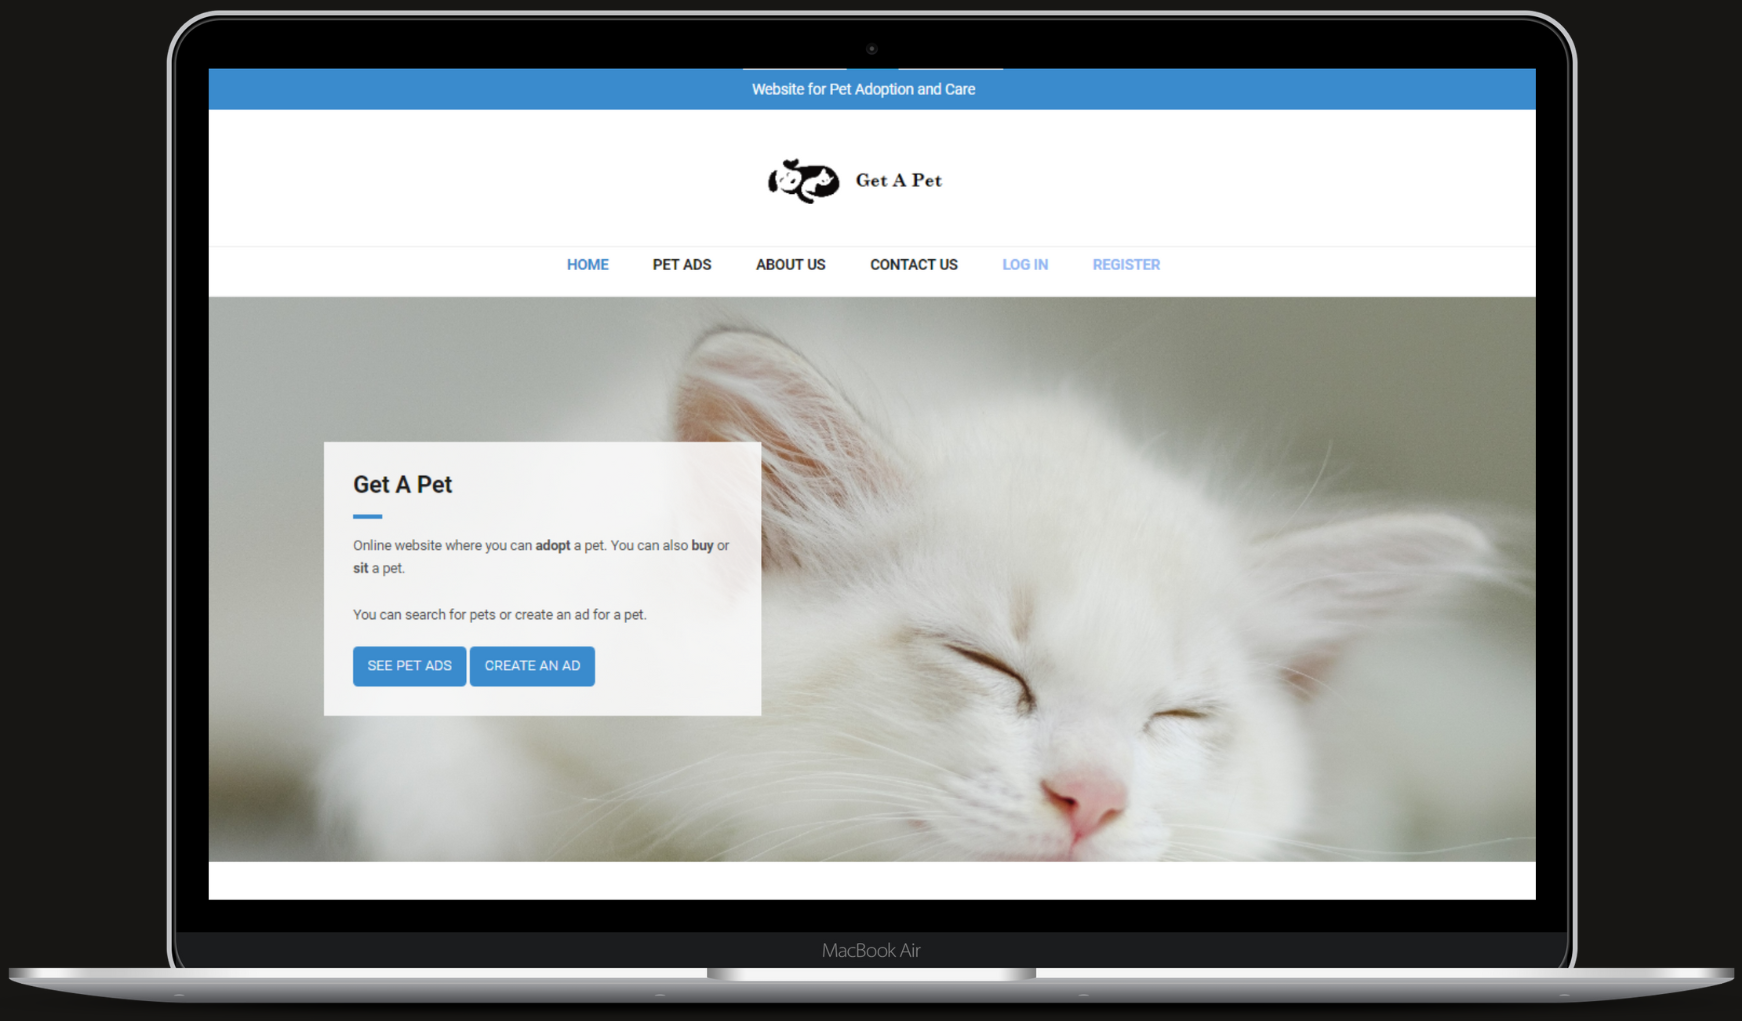 Website for Pet Adoption and Care
Get A Pet
HOME PET ADS ABOUT US CONTACT US LOG IN REGISTER
Get A Pet
Online website where you can adopt a pet. You can also buy or
sit a pet.
You can search for pets or create an ad for a pet.
SEE PET ADS CREATE AN AD
MacBook Air